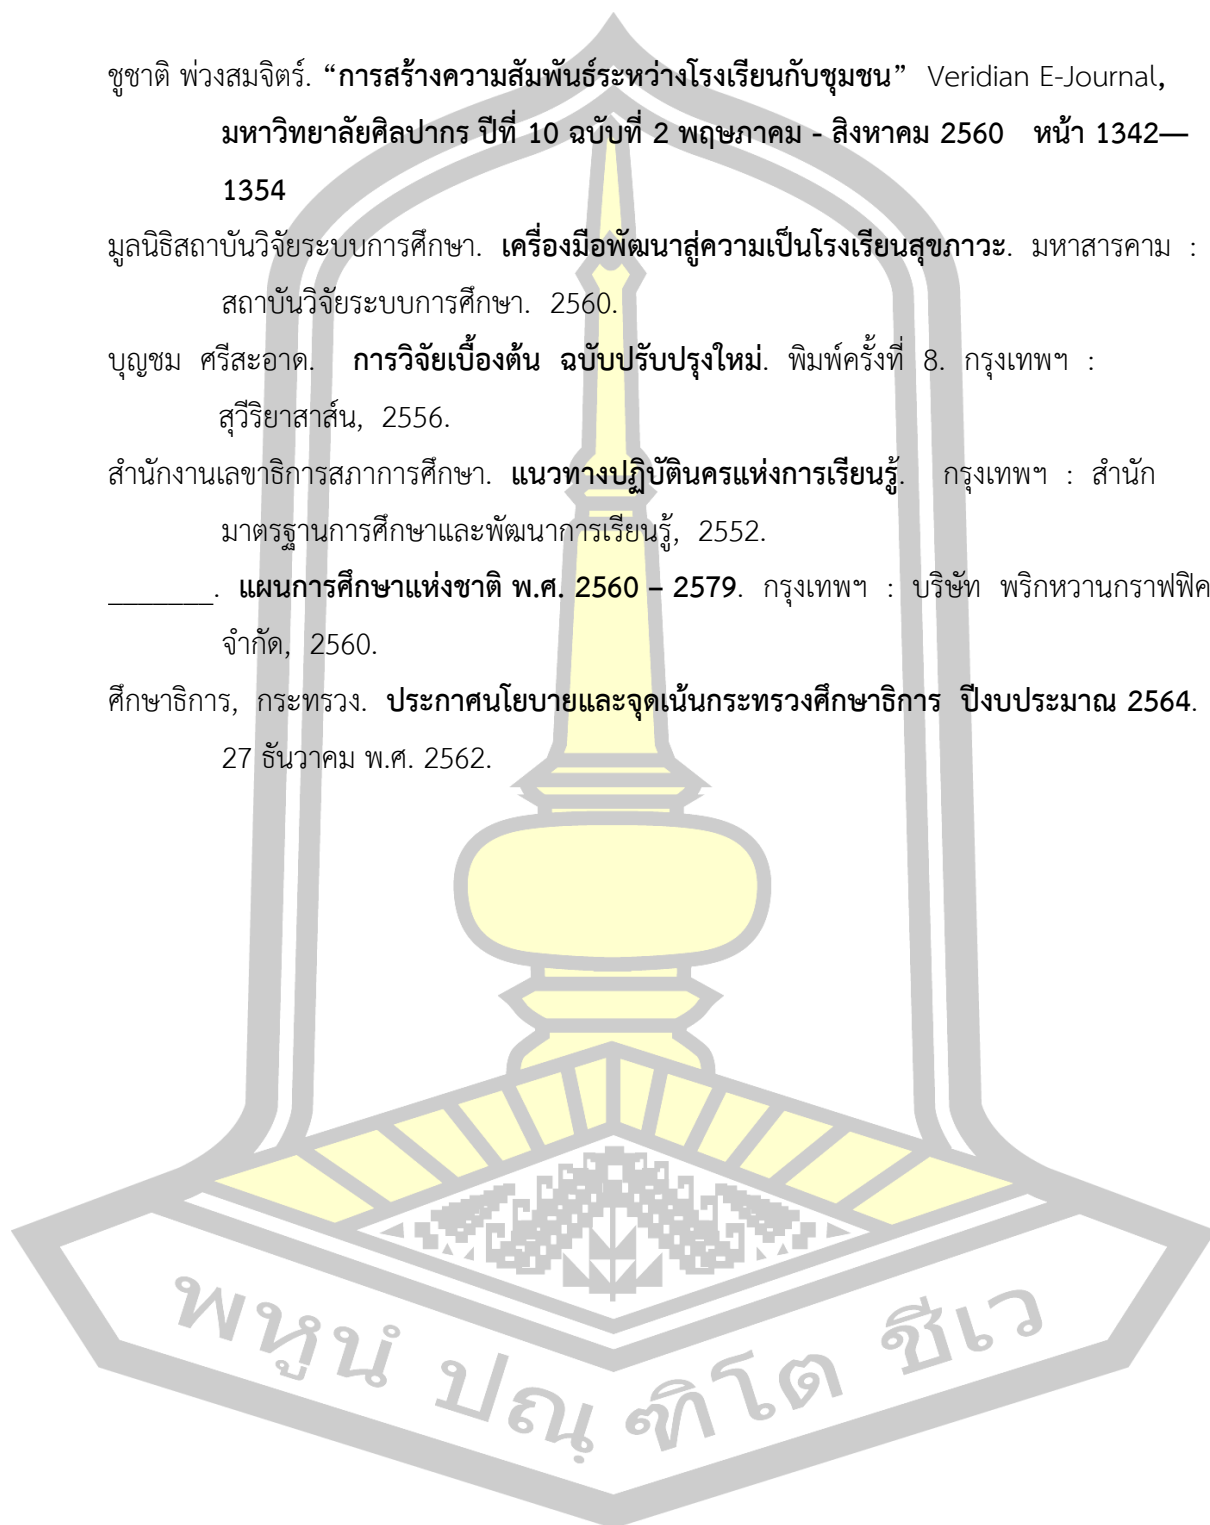 ชูชาติ พ่วงสมจิตร์. “การสร้างความสัมพันธ์ระหว่างโรงเรียนกับชุมชน” Veridian E-Journal,
มหาวิทยาลัยศิลปากร ปีที่ 10 ฉบับที่ 2 พฤษภาคม - สิงหาคม 2560 หน้า 1342—
1354
มูลนิธิสถาบันวิจัยระบบการศึกษา. เครื่องมือพัฒนาสู่ความเป็นโรงเรียนสุขภาวะ. มหาสารคาม :
สถาบันวิจัยระบบการศึกษา. 2560.
บุญชม ศรีสะอาด. การวิจัยเบื้องต้น ฉบับปรับปรุงใหม่. พิมพ์ครั้งที่ 8. กรุงเทพฯ :
สุวีริยาสาส์น, 2556.
สำนักงานเลขาธิการสภาการศึกษา. แนวทางปฏิบัตินครแห่งการเรียนรู้. กรุงเทพฯ : สำนัก
มาตรฐานการศึกษาและพัฒนาการเรียนรู้, 2552.
_______. แผนการศึกษาแห่งชาติ พ.ศ. 2560 – 2579. กรุงเทพฯ : บริษัท พริกหวานกราฟฟิค
จำกัด, 2560.
ศึกษาธิการ, กระทรวง. ประกาศนโยบายและจุดเน้นกระทรวงศึกษาธิการ ปีงบประมาณ 2564.
27 ธันวาคม พ.ศ. 2562.
พหูนํ ปณฺฑิโต ชีเว